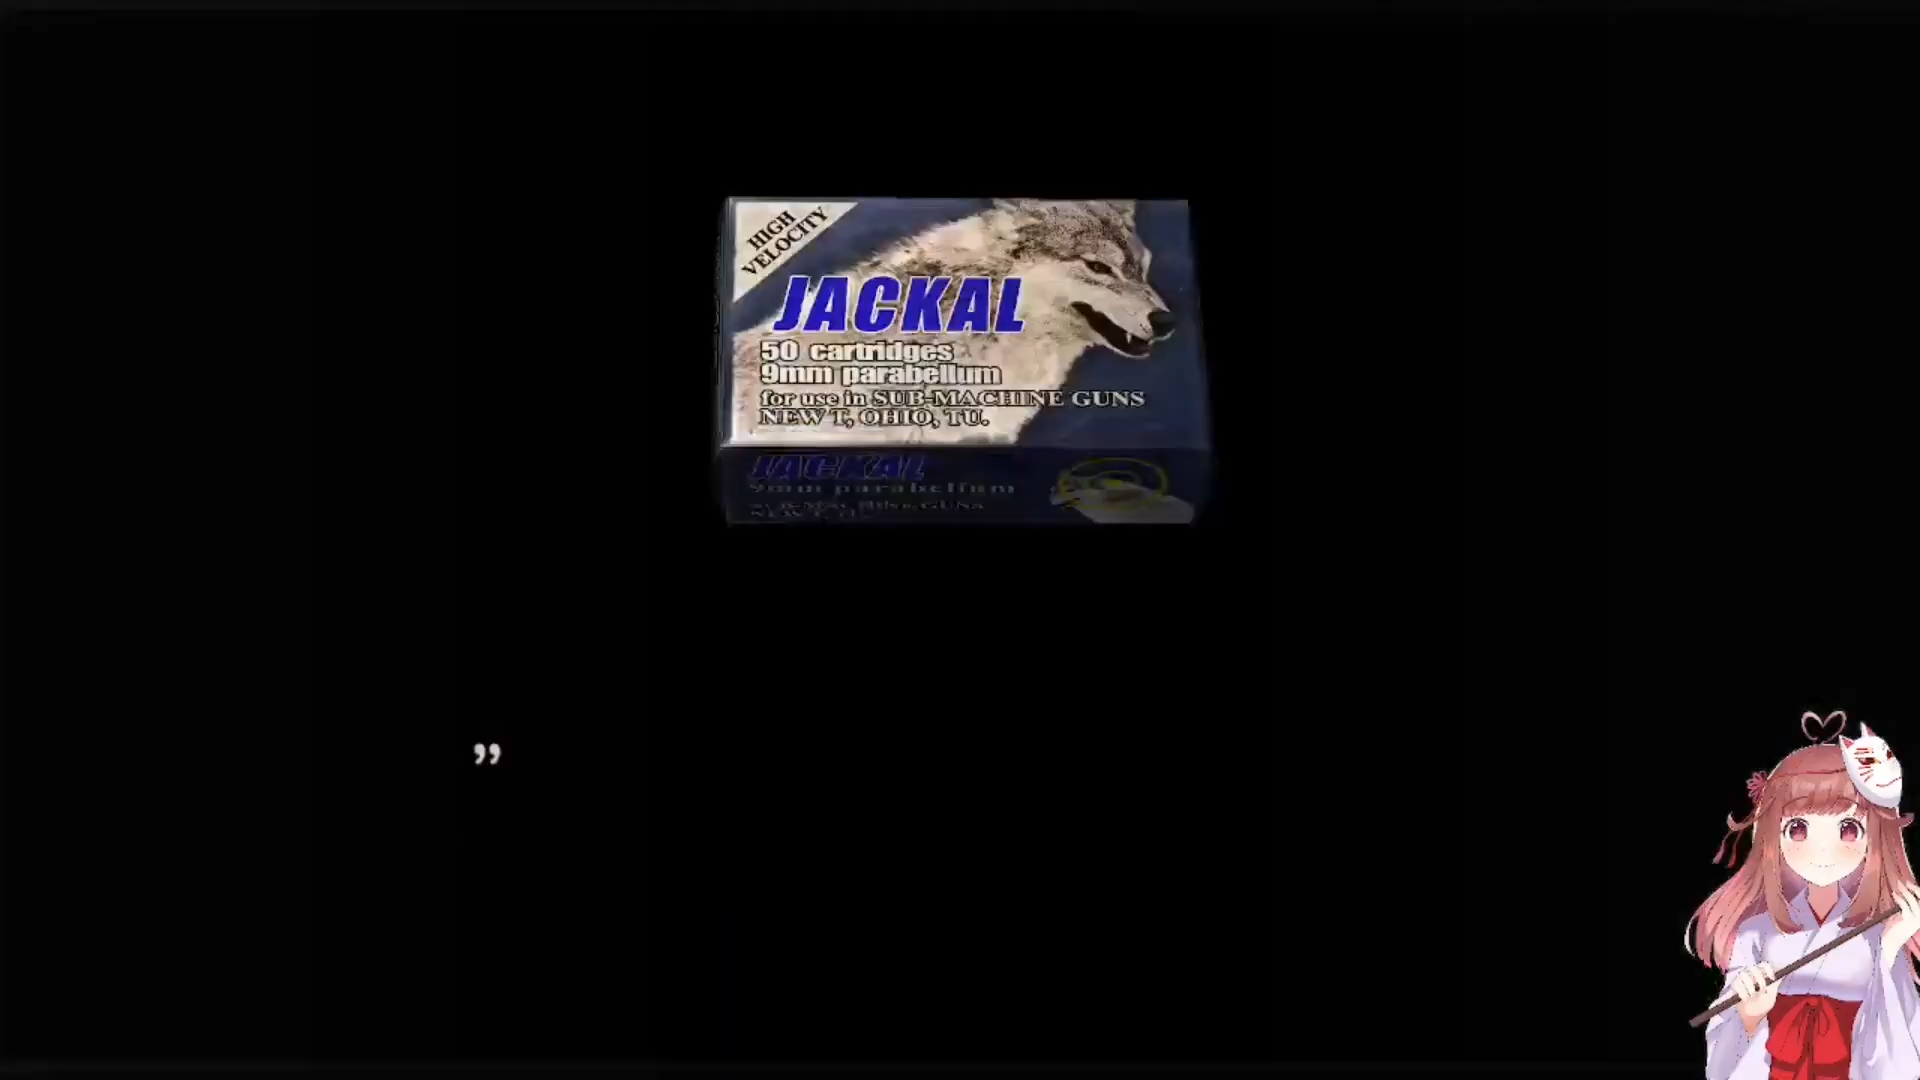 HIGH
VELOCITY
JACKAL
50 cartridges
9mm parabellum
for use in SUB-MACHINE GUNS
NEW T, OHIO, TU.
JACKAL
9mm parabellum
”